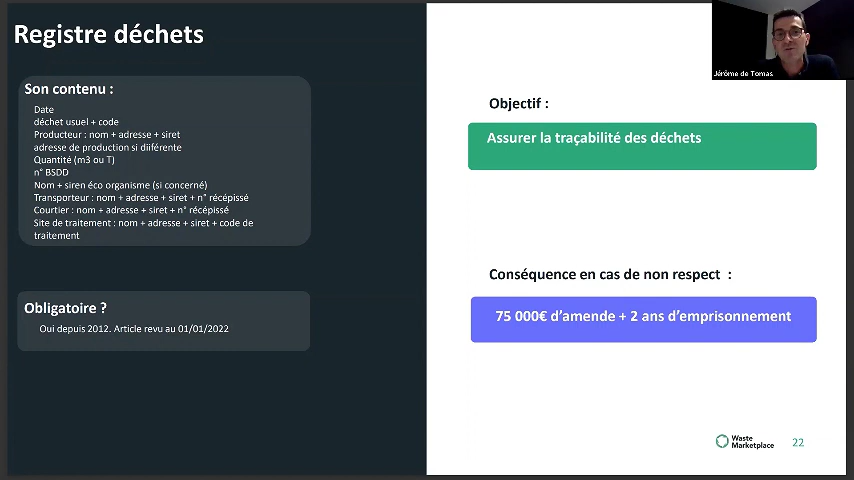 Registre déchets
Son contenu :
Date
déchet usuel + code
Producteur : nom + adresse + siret
adresse de production si diiférente
Quantité (m3 ou T)
n° BSDD
Nom + siren éco organisme (si concerné)
Transporteur : nom + adresse + siret + n° récépissé
Courtier : nom + adresse + siret + n° récépissé
Site de traitement : nom + adresse + siret + code de
traitement
Obligatoire ?
Oui depuis 2012. Article revu au 01/01/2022
Jérôme de Tomas
Objectif :
Assurer la traçabilité des déchets
Conséquence en cas de non respect :
75 000€ d’amende + 2 ans d’emprisonnement
Waste
Marketplace
22